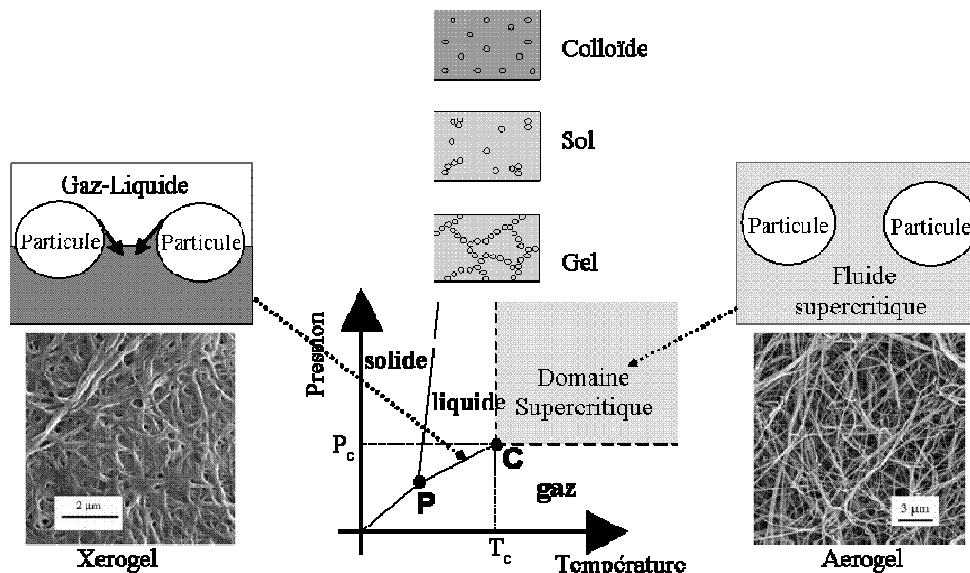 Colloïde
Sol
Gel
Gaz-Liquide
Particule
Particule
2 µm
Xerogel
Pression
solide
liquide
Domaine
Supercritique
Pc
C
P
gaz
Tc
Température
Particule
Particule
Fluide
supercritique
3 µm
Aerogel